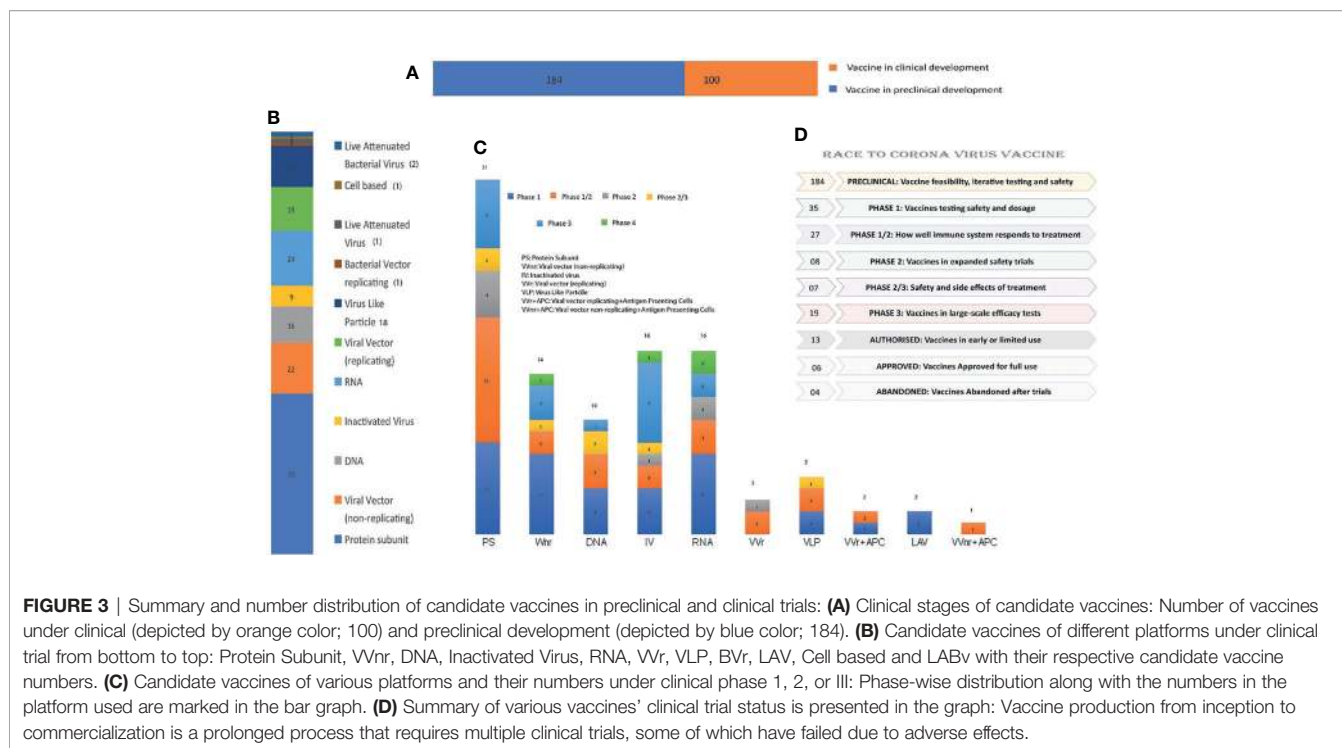 A
184
100
Vaccine in clinical development
Vaccine in preclinical development
B
19
24
9
16
22
Live Attenuated
Bacterial Virus (2)
Cell based (1)
Live Attenuated
Virus (1)
Bacterial Vector
replicating (1)
Virus Like
Particle 18
Viral Vector
(replicating)
RNA
Inactivated Virus
DNA
Viral Vector
(non-replicating)
Protein subunit
C
Phase 1
Phase 1/2
Phase 2
Phase 2/3
Phase 3
Phase 4
PS: Protein Subunit
VVnr: Viral vector (non-replicating)
IV: Inactivated virus
VVr: Viral vector (replicating)
VLP: Virus Like Particle
VVr+APC: Viral vector replicating+Antigen Presenting Cells
VVnr+APC: Viral vector non-replicating+Antigen Presenting Cells
31
14
10
16
16
3
5
2
2
1
PS
VVnr
DNA
IV
RNA
VVr
VLP
VVr+APC
LAV
VVnr+APC
D
RACE TO CORONA VIRUS VACCINE
184 PRECLINICAL: Vaccine feasibility, iterative testing and safety
35 PHASE 1: Vaccines testing safety and dosage
27 PHASE 1/2: How well immune system responds to treatment
08 PHASE 2: Vaccines in expanded safety trials
07 PHASE 2/3: Safety and side effects of treatment
19 PHASE 3: Vaccines in large-scale efficacy tests
13 AUTHORISED: Vaccines in early or limited use
06 APPROVED: Vaccines Approved for full use
04 ABANDONED: Vaccines Abandoned after trials
FIGURE 3 | Summary and number distribution of candidate vaccines in preclinical and clinical trials: (A) Clinical stages of candidate vaccines: Number of vaccines
under clinical (depicted by orange color; 100) and preclinical development (depicted by blue color; 184). (B) Candidate vaccines of different platforms under clinical
trial from bottom to top: Protein Subunit, VVnr, DNA, Inactivated Virus, RNA, VVr, VLP, BVr, LAV, Cell based and LABv with their respective candidate vaccine
numbers. (C) Candidate vaccines of various platforms and their numbers under clinical phase 1, 2, or III: Phase-wise distribution along with the numbers in the
platform used are marked in the bar graph. (D) Summary of various vaccines' clinical trial status is presented in the graph: Vaccine production from inception to
commercialization is a prolonged process that requires multiple clinical trials, some of which have failed due to adverse effects.